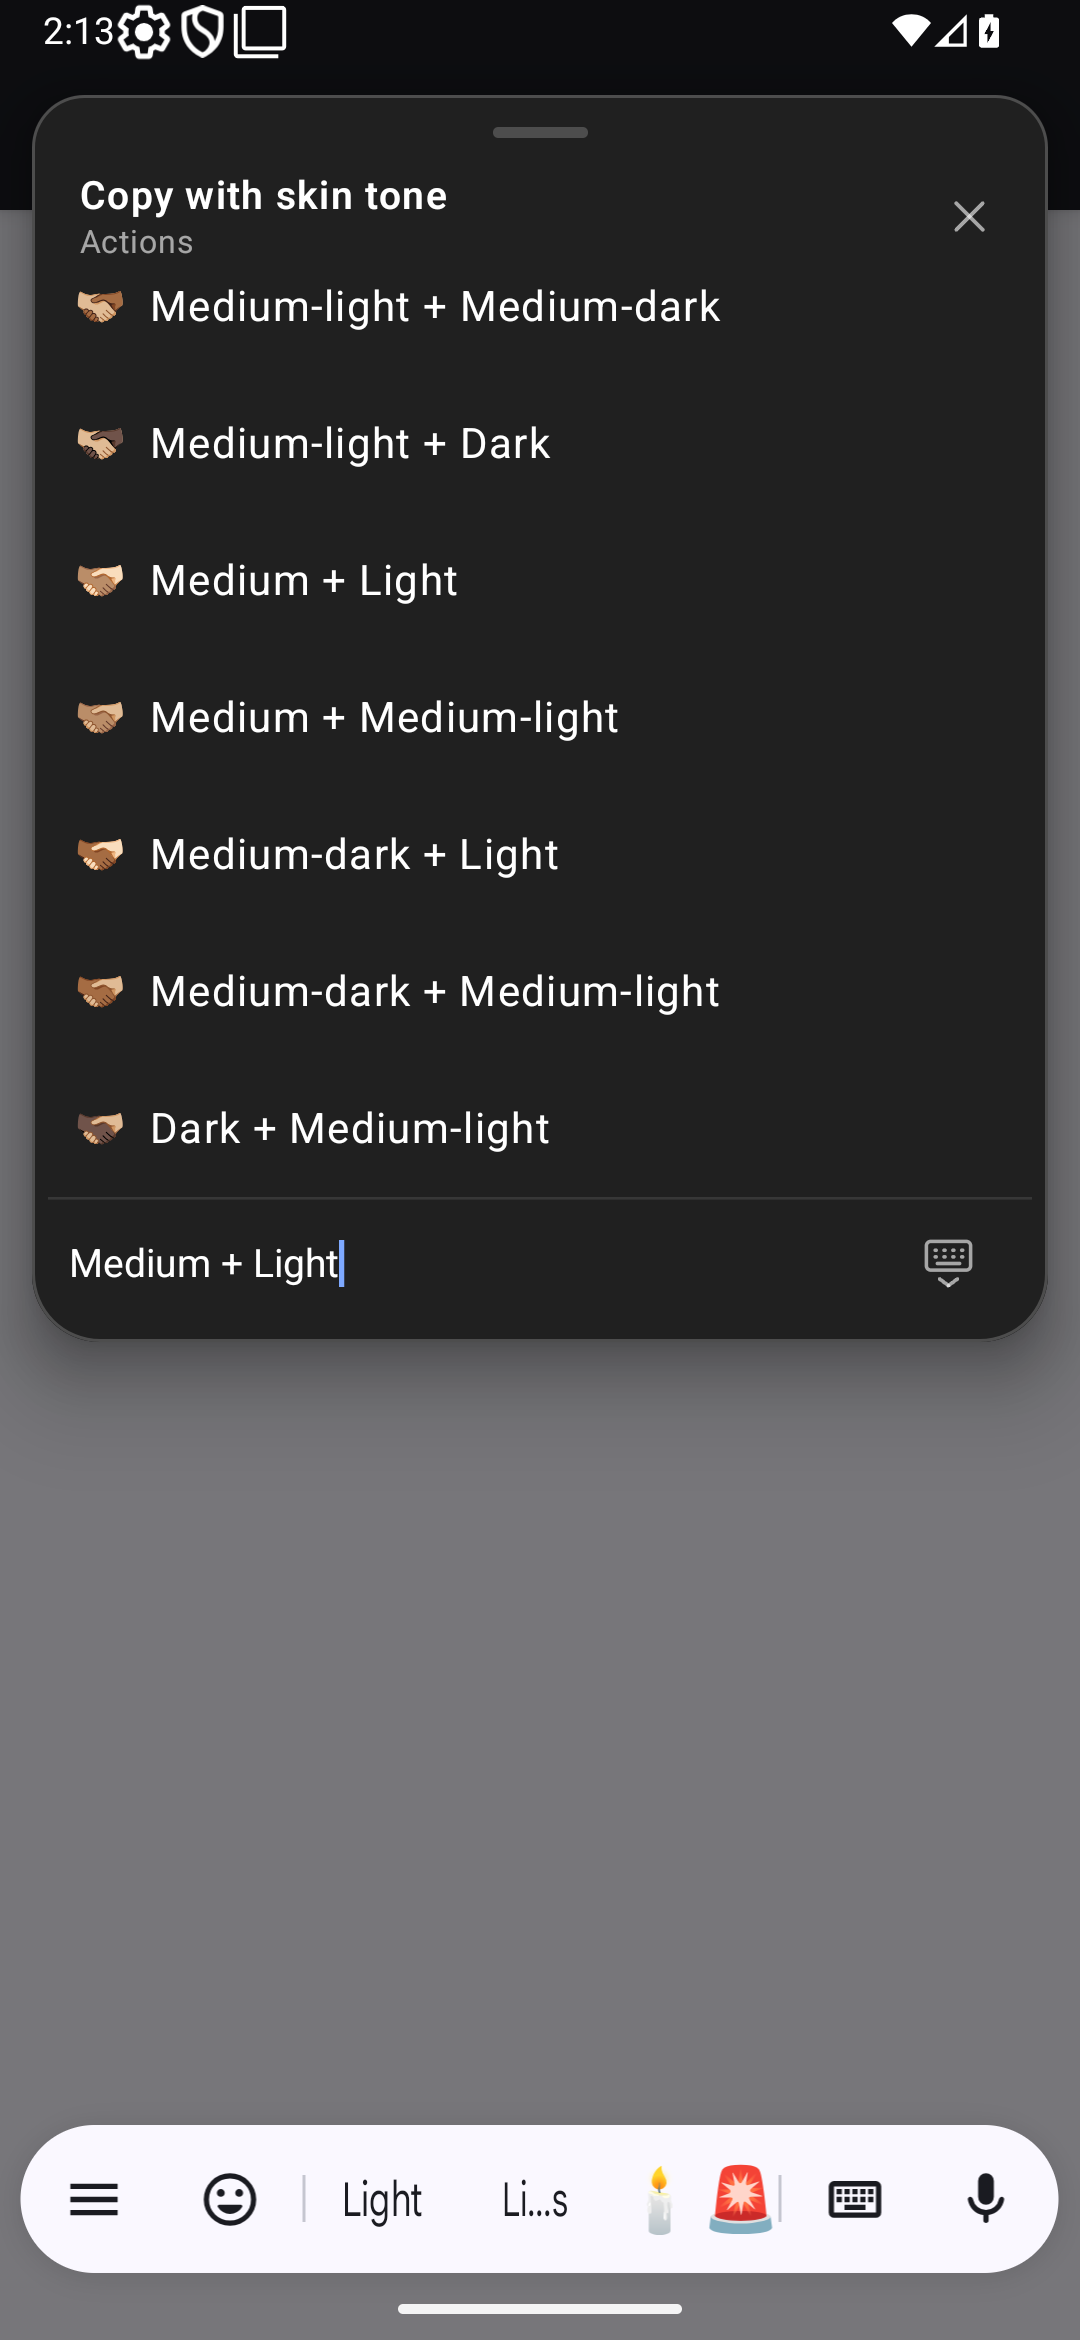 2:13
Copy with skin tone
Actions
Medium-light + Medium-dark
Medium-light + Dark
Medium + Light
Medium + Medium-light
Medium-dark + Light
Medium-dark + Medium-light
Dark + Medium-light
Medium + Light
Light Li...s